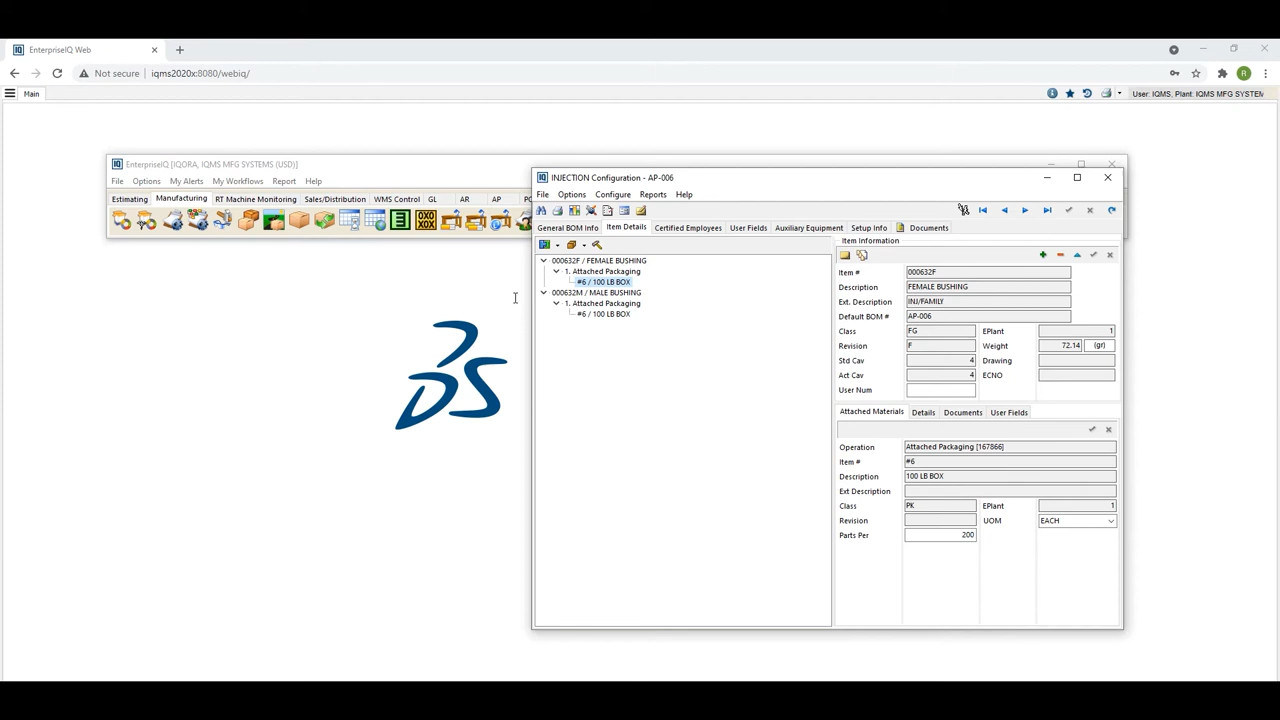 EnterpriseIQ Web
Not secure iqms2020x:8080/webiq/
Main
User: IQMS, Plant: IQMS MFG SYSTEM
EnterpriseIQ [IQORA, IQMS MFG SYSTEMS (USD)]
File Options My Alerts My Workflows Report Help
Estimating Manufacturing RT Machine Monitoring Sales/Distribution WMS Control GL AR AP
INJECTION Configuration - AP-006
File Options Configure Reports Help
General BOM Info Item Details Certified Employees User Fields Auxiliary Equipment Setup Info Documents
000632F / FEMALE BUSHING
1. Attached Packaging
#6 / 100 LB BOX
000632M / MALE BUSHING
1. Attached Packaging
#6 / 100 LB BOX
Item Information
Item # 000632F
Description FEMALE BUSHING
Ext. Description INJ/FAMILY
Default BOM # AP-006
Class FG EPlant 1
Revision F Weight 72.14 (gr)
Std Cav 4 Drawing
Act Cav 4 ECNO
User Num
Attached Materials Details Documents User Fields
Operation Attached Packaging [167866]
Item # #6
Description 100 LB BOX
Ext Description
Class PK EPlant 1
Revision UOM EACH
Parts Per 200